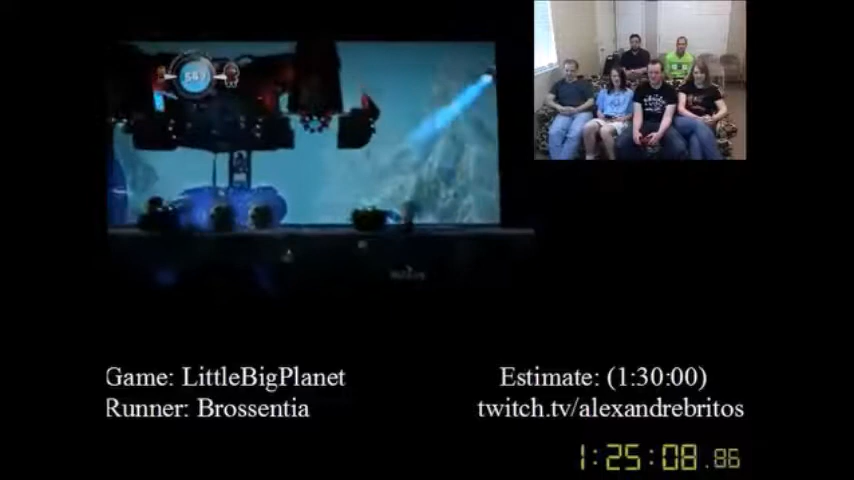 Game: LittleBigPlanet
Runner: Brossentia
Estimate: (1:30:00)
twitch.tv/alexandrebritos
1:25:08.86